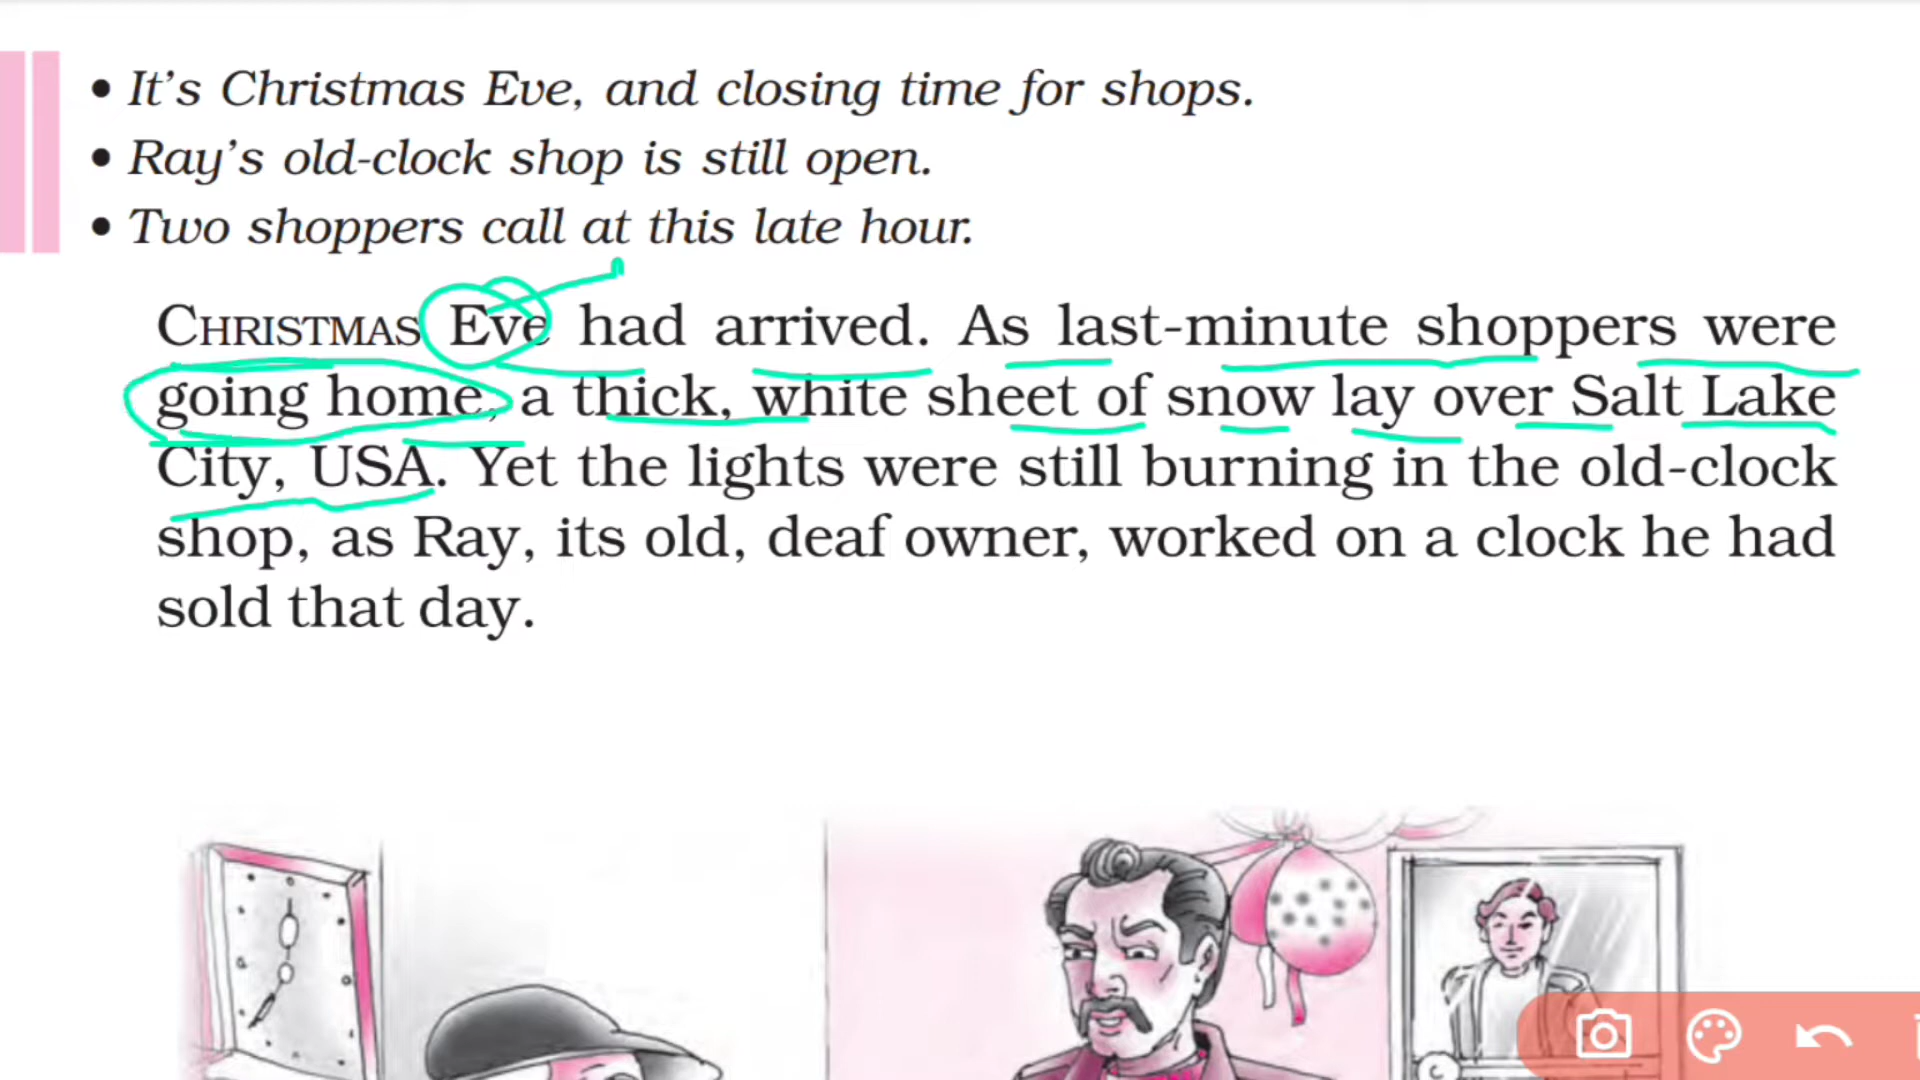 • It's Christmas Eve, and closing time for shops.
• Ray's old-clock shop is still open.
• Two shoppers call at this late hour.
CHRISTMAS Eve had arrived. As last-minute shoppers were
going home, a thick, white sheet of snow lay over Salt Lake
City, USA. Yet the lights were still burning in the old-clock
shop, as Ray, its old, deaf owner, worked on a clock he had
sold that day.